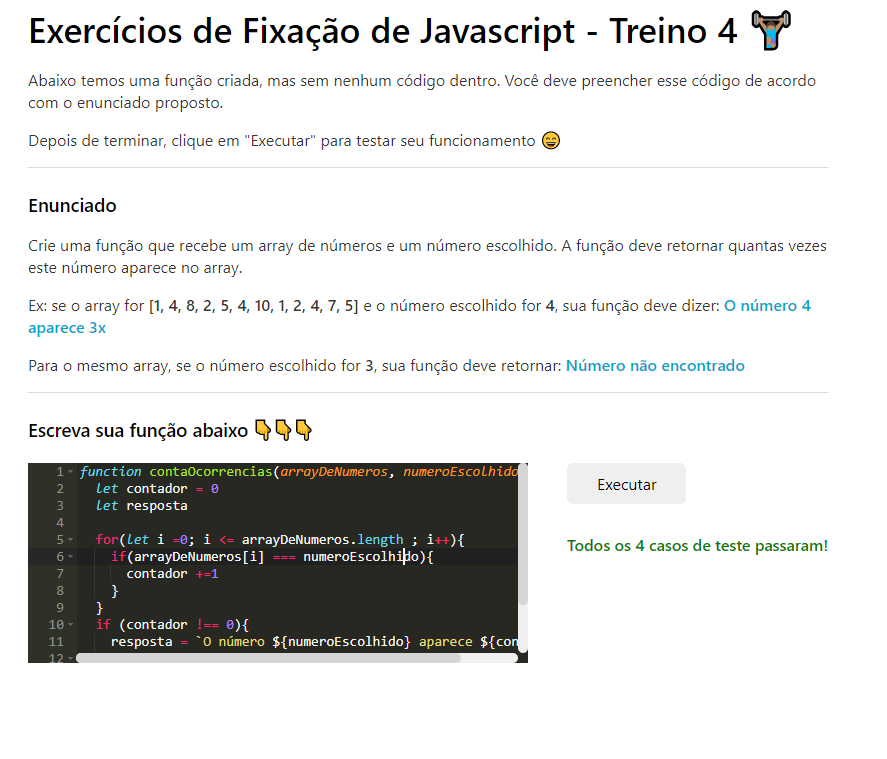 Exercícios de Fixação de Javascript - Treino 4 🏋🏽‍♀️
Abaixo temos uma função criada, mas sem nenhum código dentro. Você deve preencher esse código de acordo
com o enunciado proposto.
Depois de terminar, clique em "Executar" para testar seu funcionamento 😄
Enunciado
Crie uma função que recebe um array de números e um número escolhido. A função deve retornar quantas vezes
este número aparece no array.
Ex: se o array for [1, 4, 8, 2, 5, 4, 10, 1, 2, 4, 7, 5] e o número escolhido for 4, sua função deve dizer: O número 4
aparece 3x
Para o mesmo array, se o número escolhido for 3, sua função deve retornar: Número não encontrado
Escreva sua função abaixo 👇👇👇
1 function contaOcorrencias(arrayDeNumeros, numeroEscolhido
2 let contador = 0
3 let resposta
4
5 for(let i =0; i <= arrayDeNumeros.length ; i++){
6 if(arrayDeNumeros[i] === numeroEscolhido){
7 contador +=1
8 }
9 }
10 if (contador !== 0){
11 resposta = `O número ${numeroEscolhido} aparece ${con
12
Executar
Todos os 4 casos de teste passaram!